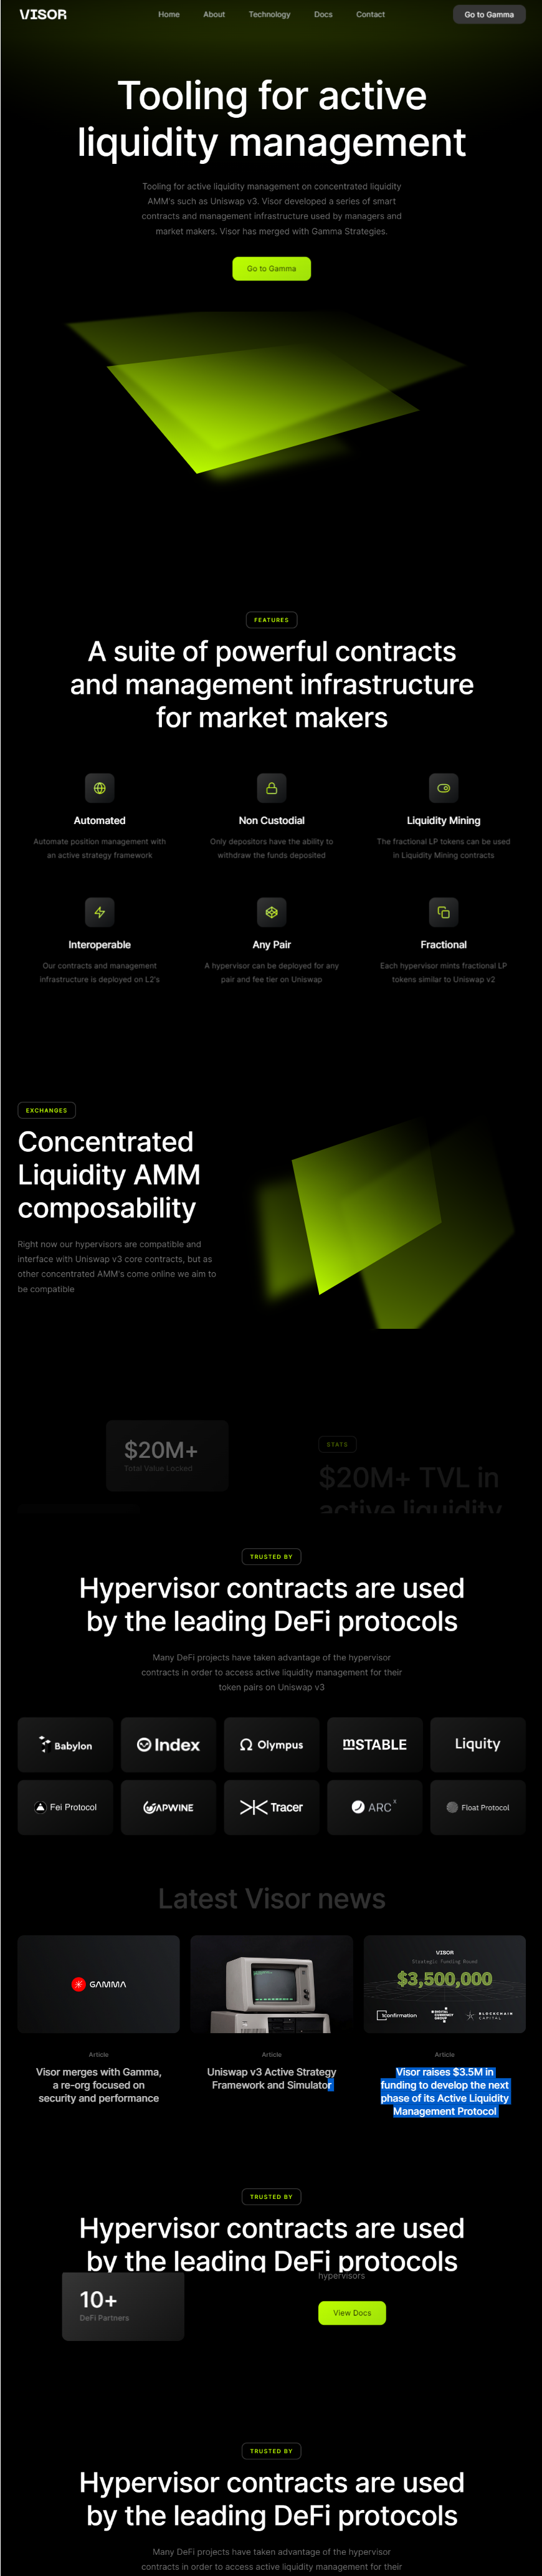 VISOR
Home
About
Technology
Docs
Contact
Go to Gamma
Tooling for active
liquidity management
Tooling for active liquidity management on concentrated liquidity
AMM's such as Uniswap v3. Visor developed a series of smart
contracts and management infrastructure used by managers and
market makers. Visor has merged with Gamma Strategies.
Go to Gamma
FEATURES
A suite of powerful contracts
and management infrastructure
for market makers
Automated
Automate position management with
an active strategy framework
Non Custodial
Only depositors have the ability to
withdraw the funds deposited
Liquidity Mining
The fractional LP tokens can be used
in Liquidity Mining contracts
Interoperable
Our contracts and management
infrastructure is deployed on L2's
Any Pair
A hypervisor can be deployed for any
pair and fee tier on Uniswap
Fractional
Each hypervisor mints fractional LP
tokens similar to Uniswap v2
EXCHANGES
Concentrated
Liquidity AMM
composability
Right now our hypervisors are compatible and
interface with Uniswap v3 core contracts, but as
other concentrated AMM's come online we aim to
be compatible
$20M+
Total Value Locked
STATS
$20M+ TVL in
active liquidity
TRUSTED BY
Hypervisor contracts are used
by the leading DeFi protocols
Many DeFi projects have taken advantage of the hypervisor
contracts in order to access active liquidity management for their
token pairs on Uniswap v3
Babylon
Index
Olympus
mSTABLE
Liquity
Fei Protocol
APWINE
Tracer
ARC x
Float Protocol
Latest Visor news
GAMMA
VISOR
Strategic Funding Round
$3,500,000
1confirmation
DIGITAL
CURRENCY
GROUP
BLOCKCHAIN
CAPITAL
Article
Visor merges with Gamma,
a re-org focused on
security and performance
Article
Uniswap v3 Active Strategy
Framework and Simulator
Article
Visor raises $3.5M in
funding to develop the next
phase of its Active Liquidity
Management Protocol
TRUSTED BY
Hypervisor contracts are used
by the leading DeFi protocols
hypervisors
10+
DeFi Partners
View Docs
TRUSTED BY
Hypervisor contracts are used
by the leading DeFi protocols
Many DeFi projects have taken advantage of the hypervisor
contracts in order to access active liquidity management for their